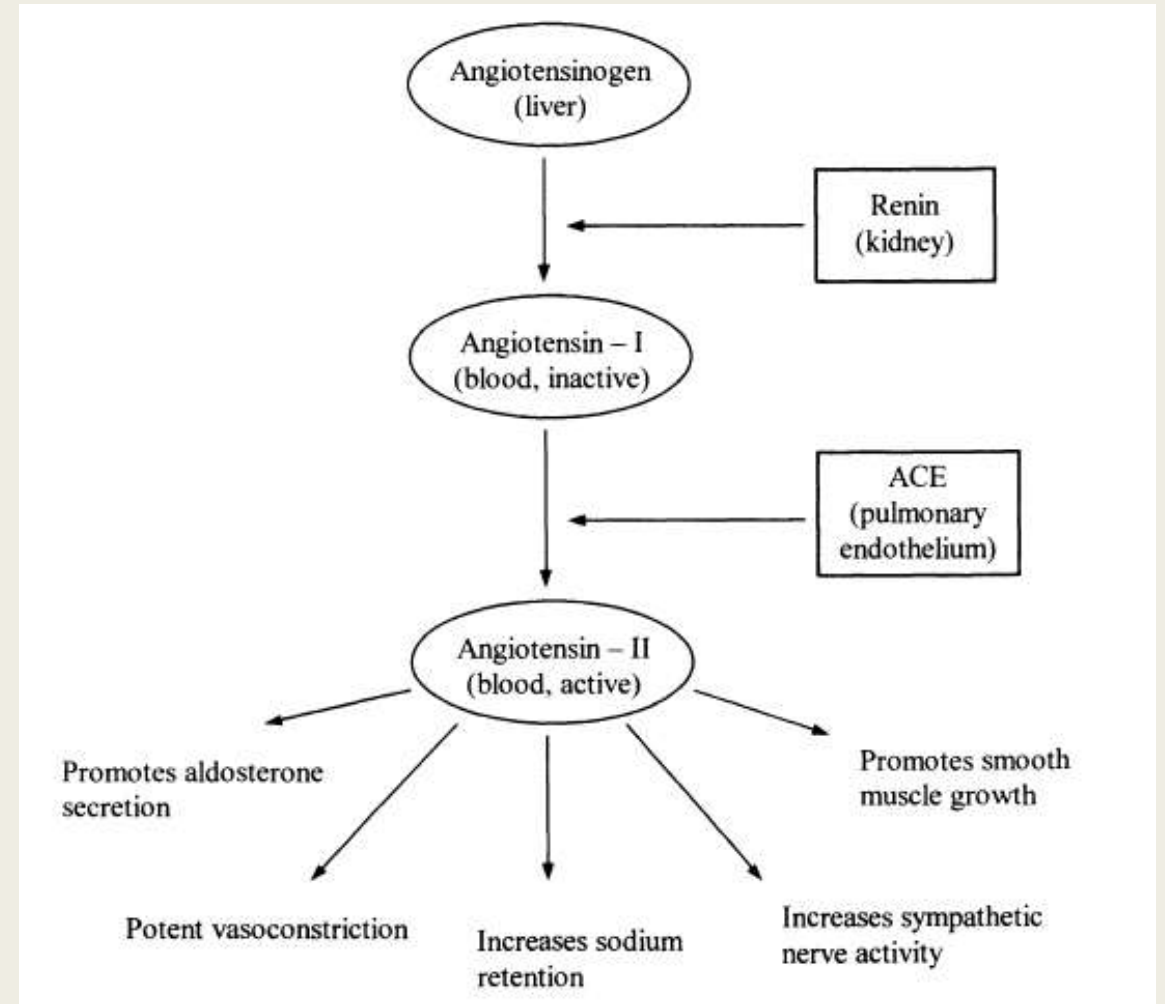 Angiotensinogen
(liver)
Renin
(kidney)
Angiotensin – I
(blood, inactive)
ACE
(pulmonary
endothelium)
Angiotensin – II
(blood, active)
Promotes aldosterone
secretion
Promotes smooth
muscle growth
Potent vasoconstriction
Increases sodium
retention
Increases sympathetic
nerve activity